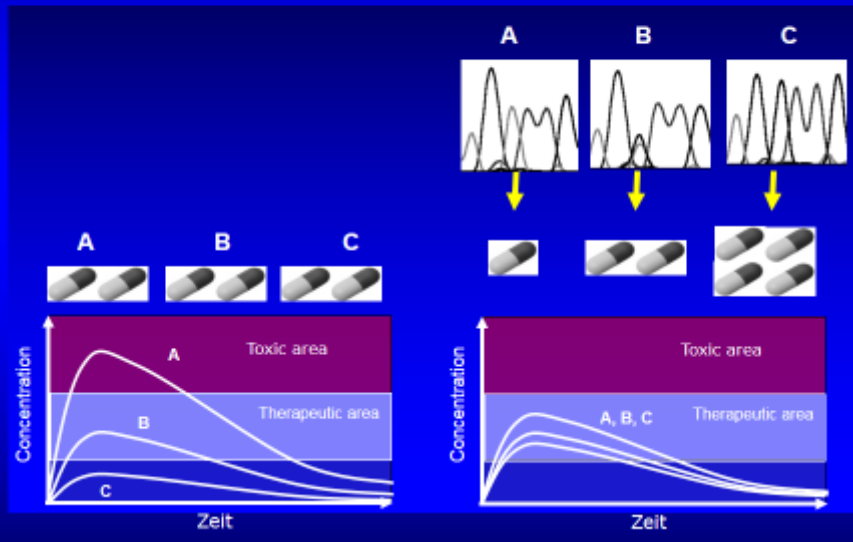 A B C
A B C
Concentration
Toxic area
A
Therapeutic area
B
C
Zeit
Concentration
Toxic area
Therapeutic area
A, B, C
Zeit